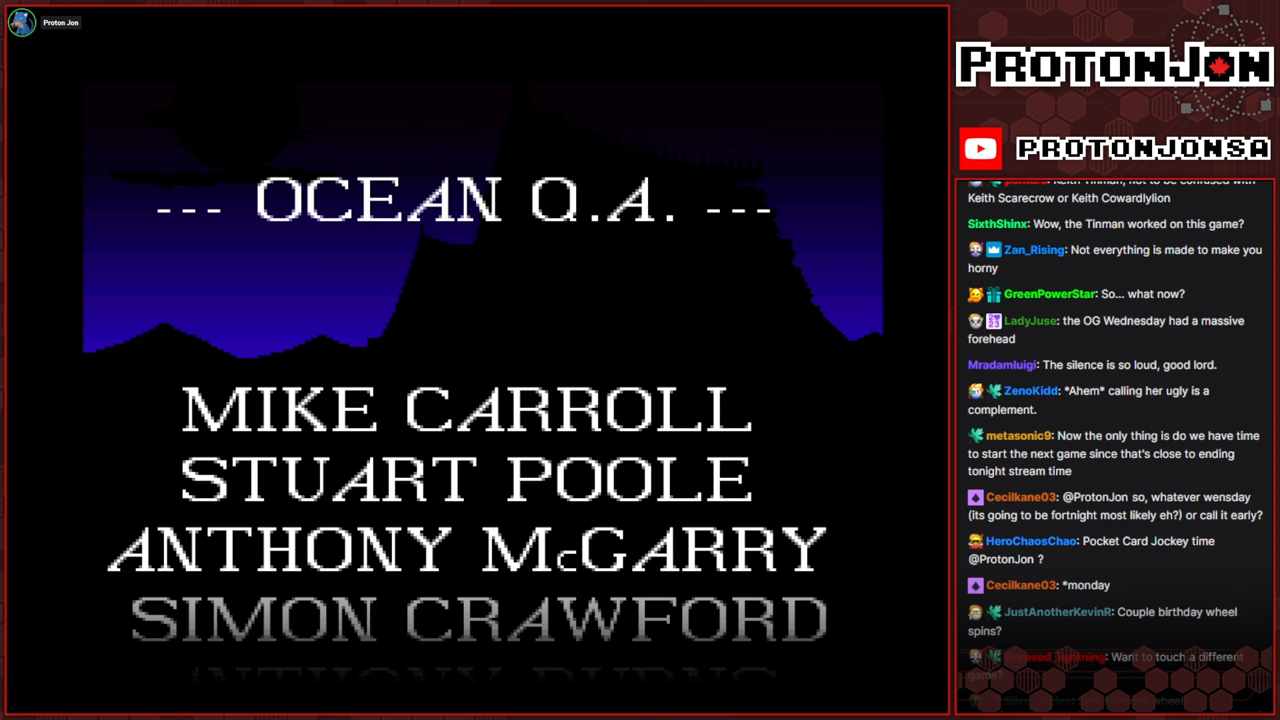 Proton Jon
--- OCEAN Q.A. ---
MIKE CARROLL
STUART POOLE
ANTHONY McGARRY
SIMON CRAWFORD
PROTONJON
PROTONJONSA
Keith Scarecrow or Keith Cowardlylion
SixthShinx: Wow, the Tinman worked on this game?
Zan_Rising: Not everything is made to make you
horny
GreenPowerStar: So... what now?
LadyJuse: the OG Wednesday had a massive
forehead
Mradamluigi: The silence is so loud, good lord.
ZenoKidd: *Ahem* calling her ugly is a
complement.
metasonic9: Now the only thing is do we have time
to start the next game since that's close to ending
tonight stream time
Cecilkane03: @ProtonJon so, whatever wensday
(its going to be fortnight most likely eh?) or call it early?
HeroChaosChao: Pocket Card Jockey time
@ProtonJon ?
Cecilkane03: *monday
JustAnotherKevinR: Couple birthday wheel
spins?
Want to touch a different
game?